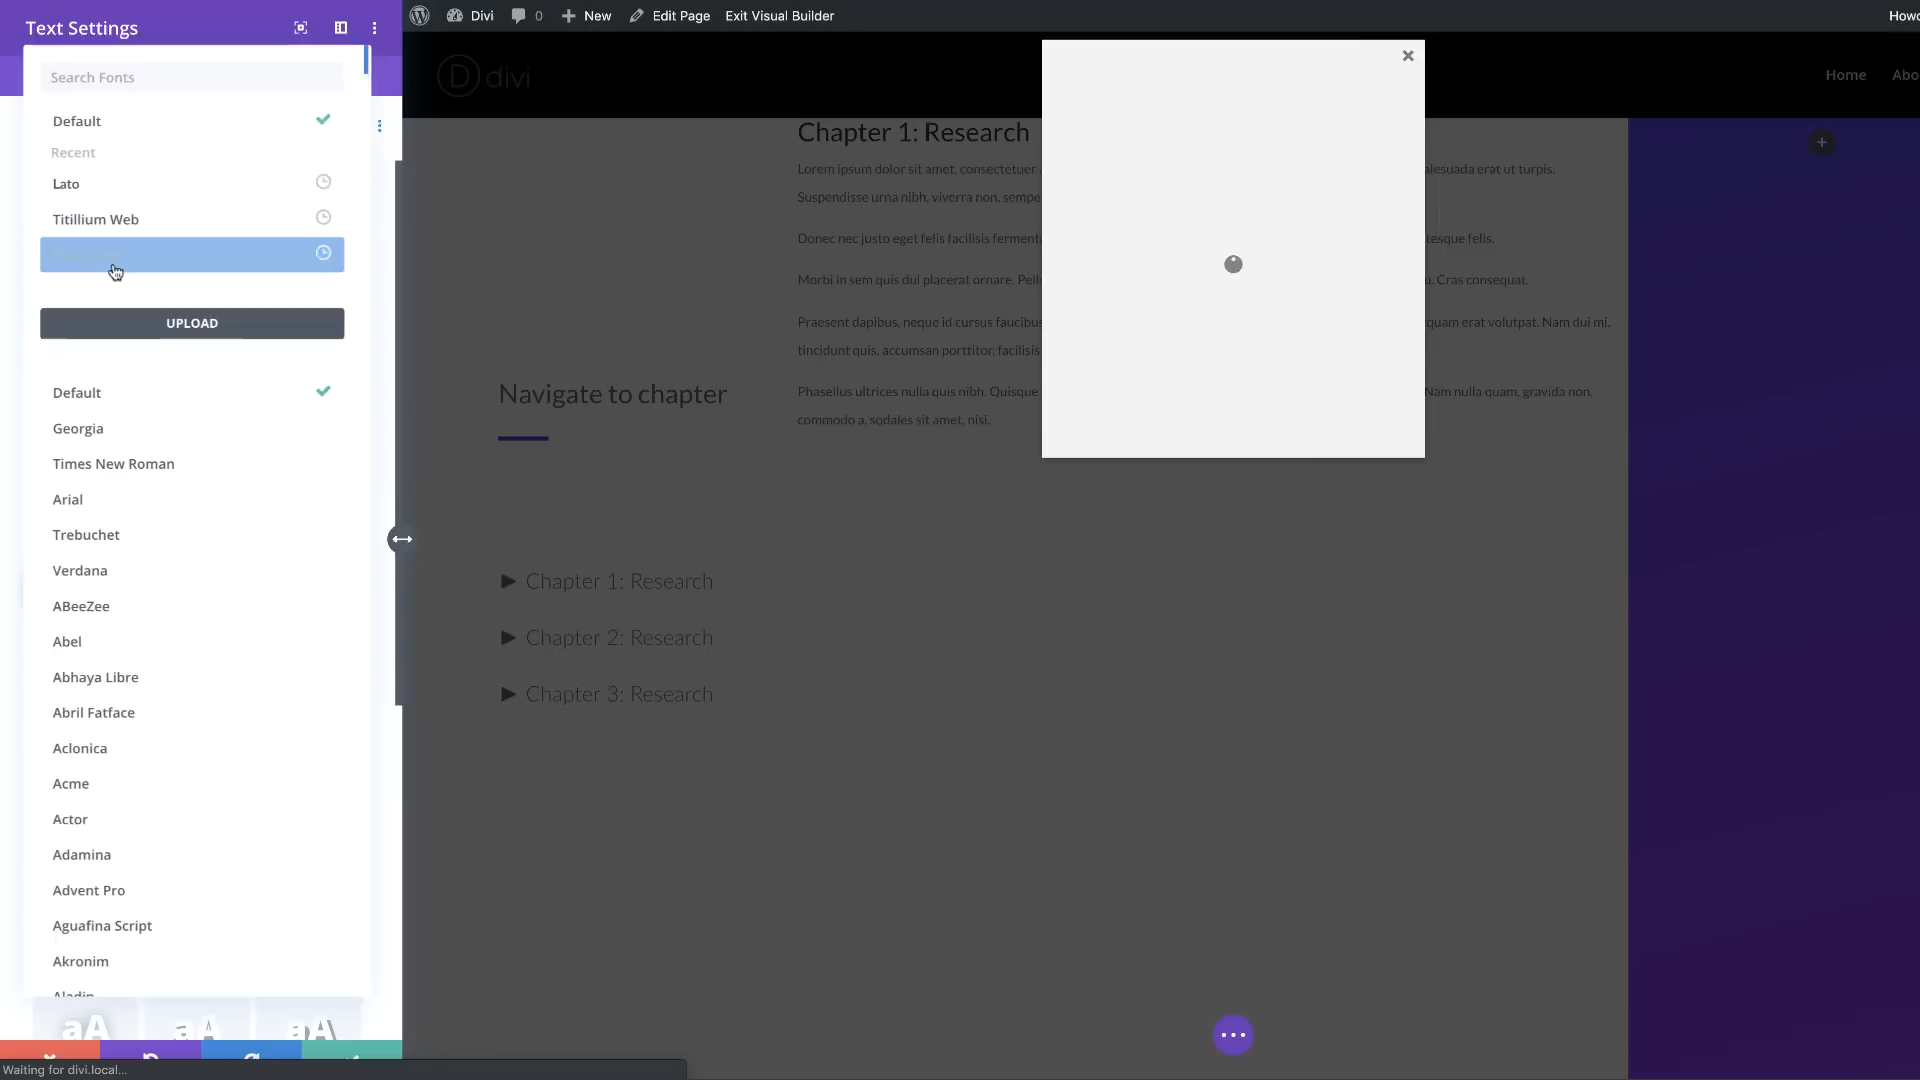 Text Settings
Divi
0
New
Edit Page
Exit Visual Builder
Search Fonts
Default
Recent
Lato
Titillium Web
UPLOAD
Default
Georgia
Times New Roman
Arial
Trebuchet
Verdana
ABeeZee
Abel
Abhaya Libre
Abril Fatface
Aclonica
Acme
Actor
Adamina
Advent Pro
Aguafina Script
Akronim
Aladin
aA aA aA
Waiting for divi.local...
D divi
Home
Chapter 1: Research
Lorem ipsum dolor sit amet, consectetuer
alesuada erat ut turpis.
Suspendisse urna nibh, viverra non, sempe
Donec nec justo eget felis facilisis ferment
tesque felis.
Morbi in sem quis dui placerat ornare. Pell
u. Cras consequat.
Praesent dapibus, neque id cursus faucibus
quam erat volutpat. Nam dui mi,
tincidunt quis, accumsan porttitor, facilisis
Phasellus ultrices nulla quis nibh. Quisque
Nam nulla quam, gravida non,
commodo a, sodales sit amet, nisi.
Navigate to chapter
Chapter 1: Research
Chapter 2: Research
Chapter 3: Research